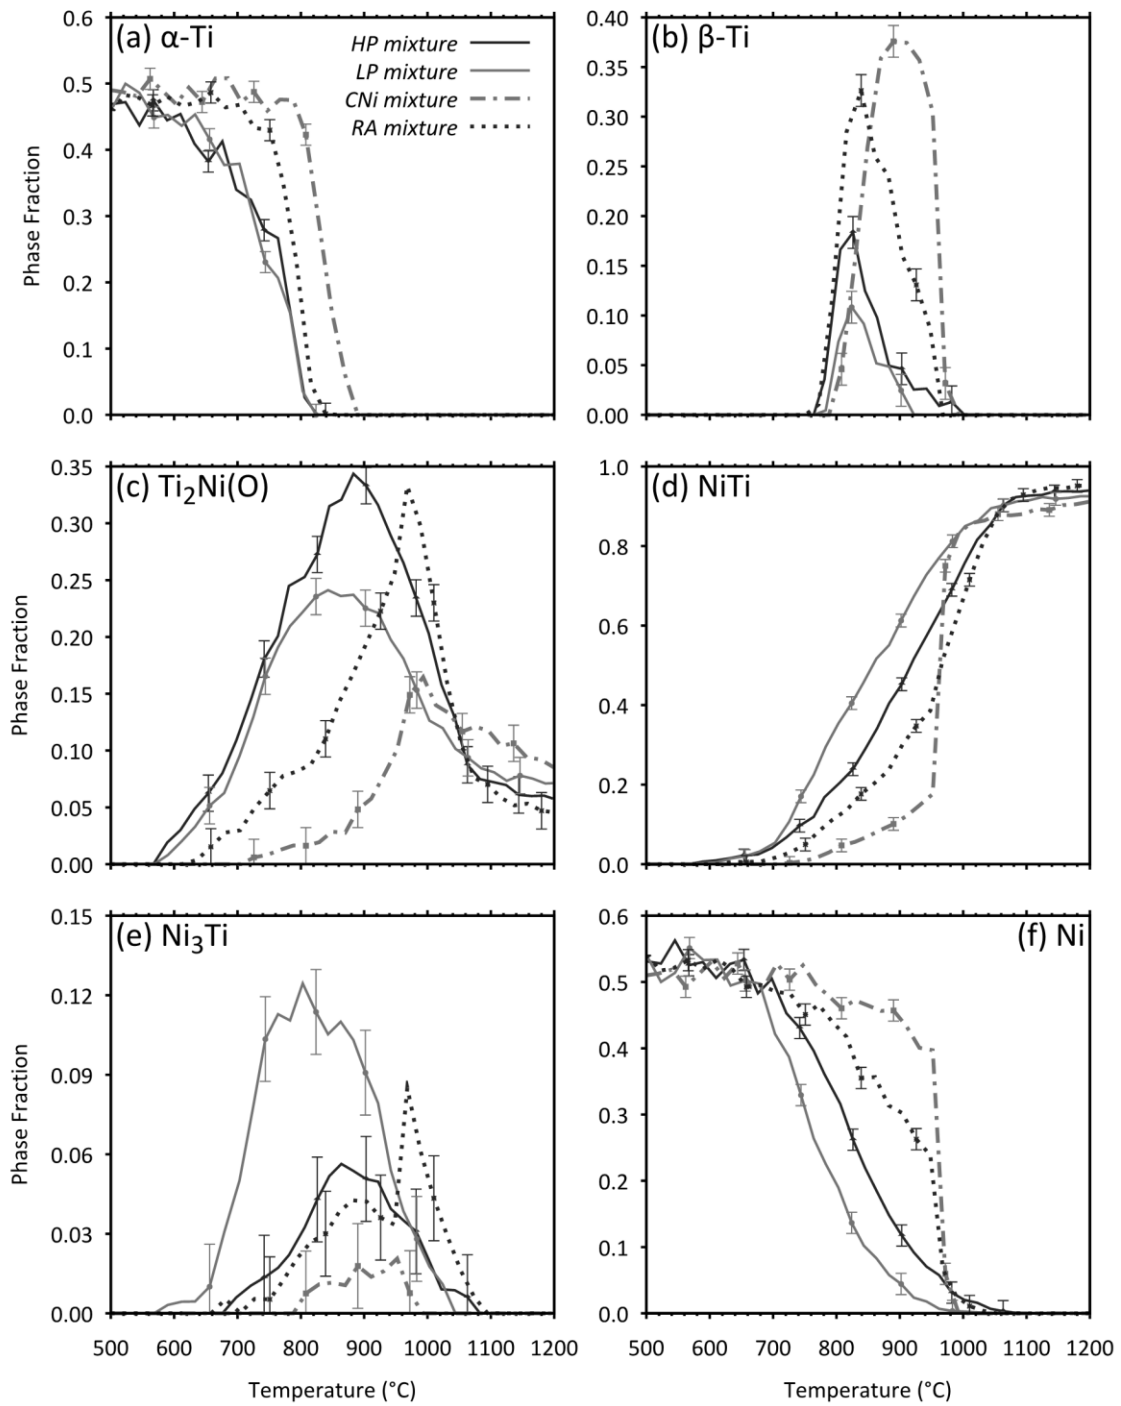 (a) α-Ti
HP mixture
LP mixture
CNi mixture
RA mixture
0.6
0.5
0.4
0.3
0.2
0.1
0.0
Phase Fraction
(b) β-Ti
0.40
0.35
0.30
0.25
0.20
0.15
0.10
0.05
0.00
(c) Ti₂Ni(O)
0.35
0.30
0.25
0.20
0.15
0.10
0.05
0.00
Phase Fraction
(d) NiTi
1.0
0.8
0.6
0.4
0.2
0.0
(e) Ni₃Ti
0.15
0.12
0.09
0.06
0.03
0.00
Phase Fraction
500 600 700 800 900 1000 1100 1200
Temperature (°C)
(f) Ni
0.6
0.5
0.4
0.3
0.2
0.1
0.0
500 600 700 800 900 1000 1100 1200
Temperature (°C)